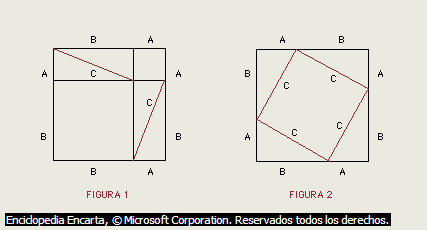 B A A B
A C A B C A
C C
B B A C C B
B A B A
FIGURA 1 FIGURA 2
Enciclopedia Encarta, © Microsoft Corporation. Reservados todos los derechos.